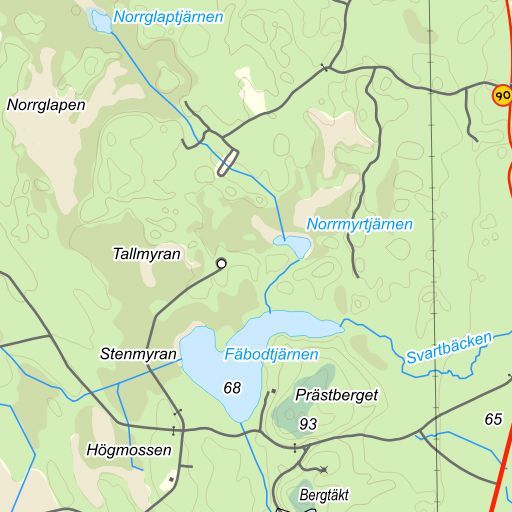 Norrglaptjärnen
90
Norrglapen
Norrmyrtjärnen
Tallmyran
Svartbäcken
Stenmyran
Fäbodtjärnen
68
Prästberget
93
65
Högmossen
Bergtäkt